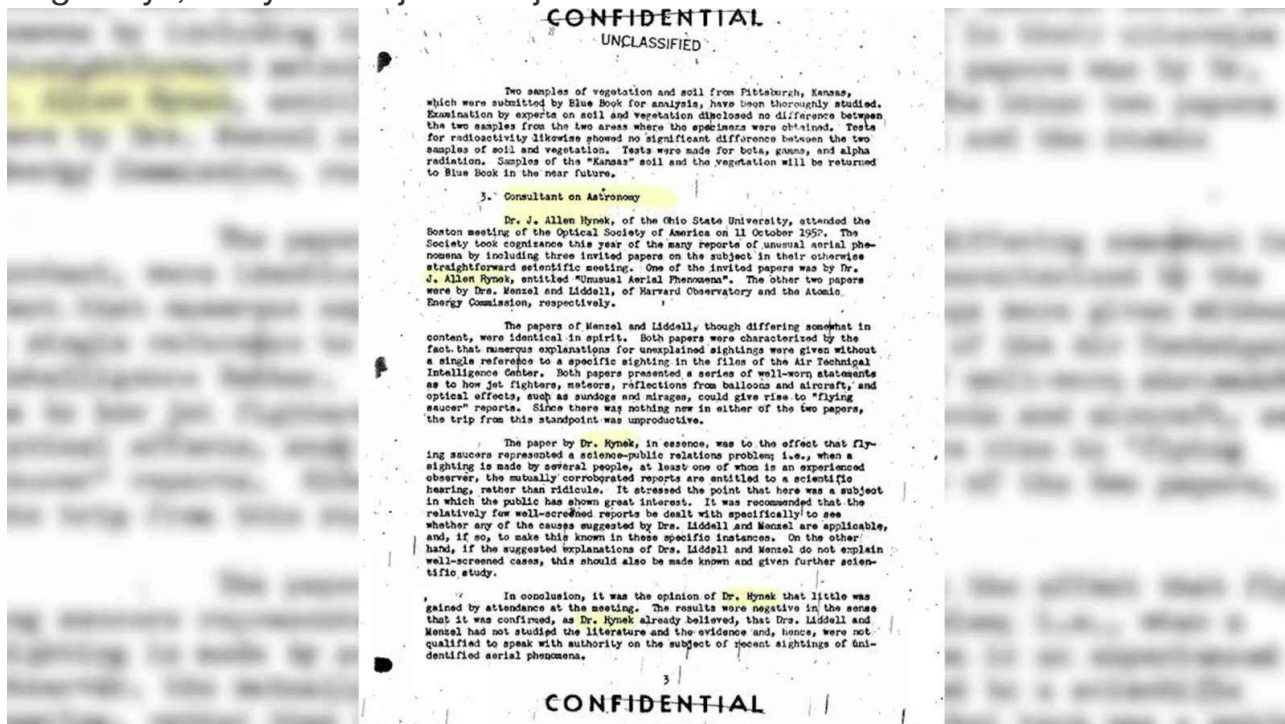 CONFIDENTIAL
UNCLASSIFIED
Two samples of vegetation and soil from Pittsburgh, Kansas,
which were submitted by Blue Book for analysis, have been thoroughly studied.
Examination by experts on soil and vegetation disclosed no difference between
the two samples from the two areas where the specimens were obtained. Tests
for radioactivity likewise showed no significant difference between the two
samples of soil and vegetation. Tests were made for beta, gamma, and alpha
radiation. Samples of the "Kansas" soil and the vegetation will be returned
to Blue Book in the near future.
3. Consultant on Astronomy
Dr. J. Allen Hynek, of the Ohio State University, attended the
Boston meeting of the Optical Society of America on 11 October 1952. The
Society took cognizance this year of the many reports of unusual aerial phe-
nomena by including three invited papers on the subject in their otherwise
straightforward scientific meeting. One of the invited papers was by Dr.
J. Allen Hynek, entitled "Unusual Aerial Phenomena". The other two papers
were by Drs. Menzel and Liddell, of Harvard Observatory and the Atomic
Energy Commission, respectively.
The papers of Menzel and Liddell, though differing somewhat in
content, were identical in spirit. Both papers were characterized by the
fact that numerous explanations for unexplained sightings were given without
a single reference to a specific sighting in the files of the Air Technical
Intelligence Center. Both papers presented a series of well-worn statements
as to how jet fighters, meteors, reflections from balloons and aircraft, and
optical effects, such as sundogs and mirages, could give rise to "flying
saucer" reports. Since there was nothing new in either of the two papers,
the trip from this standpoint was unproductive.
The paper by Dr. Hynek, in essence, was to the effect that fly-
ing saucers represented a science-public relations problem; i.e., when a
sighting is made by several people, at least one of whom is an experienced
observer, the mutually corroborated reports are entitled to a scientific
hearing, rather than ridicule. It stressed the point that here was a subject
in which the public has shown great interest. It was recommended that the
relatively few well-screened reports be dealt with specifically to see
whether any of the causes suggested by Drs. Liddell and Menzel are applicable,
and, if so, to make this known in these specific instances. On the other
hand, if the suggested explanations of Drs. Liddell and Menzel do not explain
well-screened cases, this should also be made known and given further scien-
tific study.
In conclusion, it was the opinion of Dr. Hynek that little was
gained by attendance at the meeting. The results were negative in the sense
that it was confirmed, as Dr. Hynek already believed, that Drs. Liddell and
Menzel had not studied the literature and the evidence and, hence, were not
qualified to speak with authority on the subject of recent sightings of uni-
dentified aerial phenomena.
3
CONFIDENTIAL